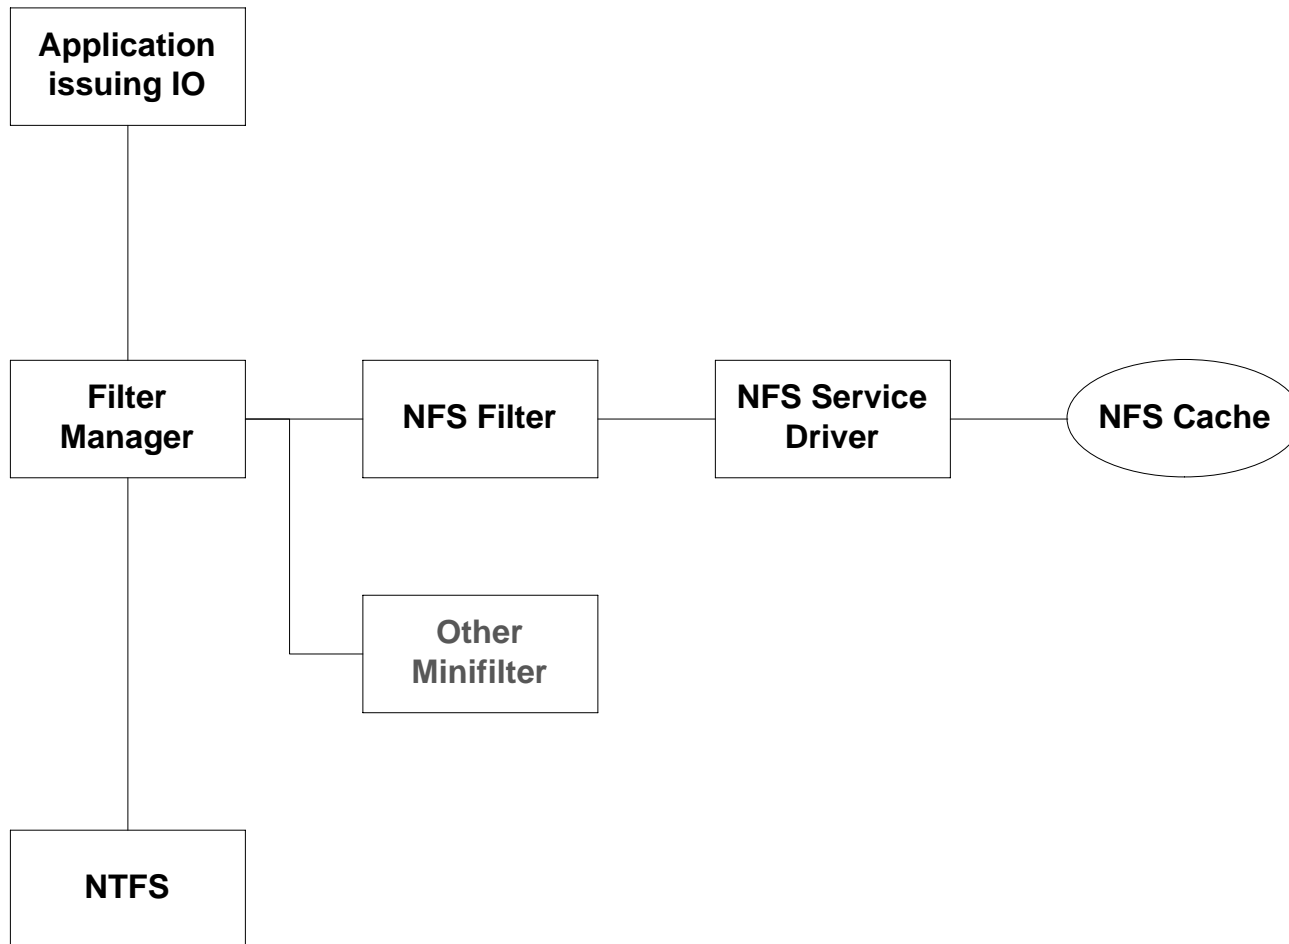 Application
issuing IO
Filter
Manager
NFS Filter
NFS Service
Driver
NFS Cache
Other
Minifilter
NTFS